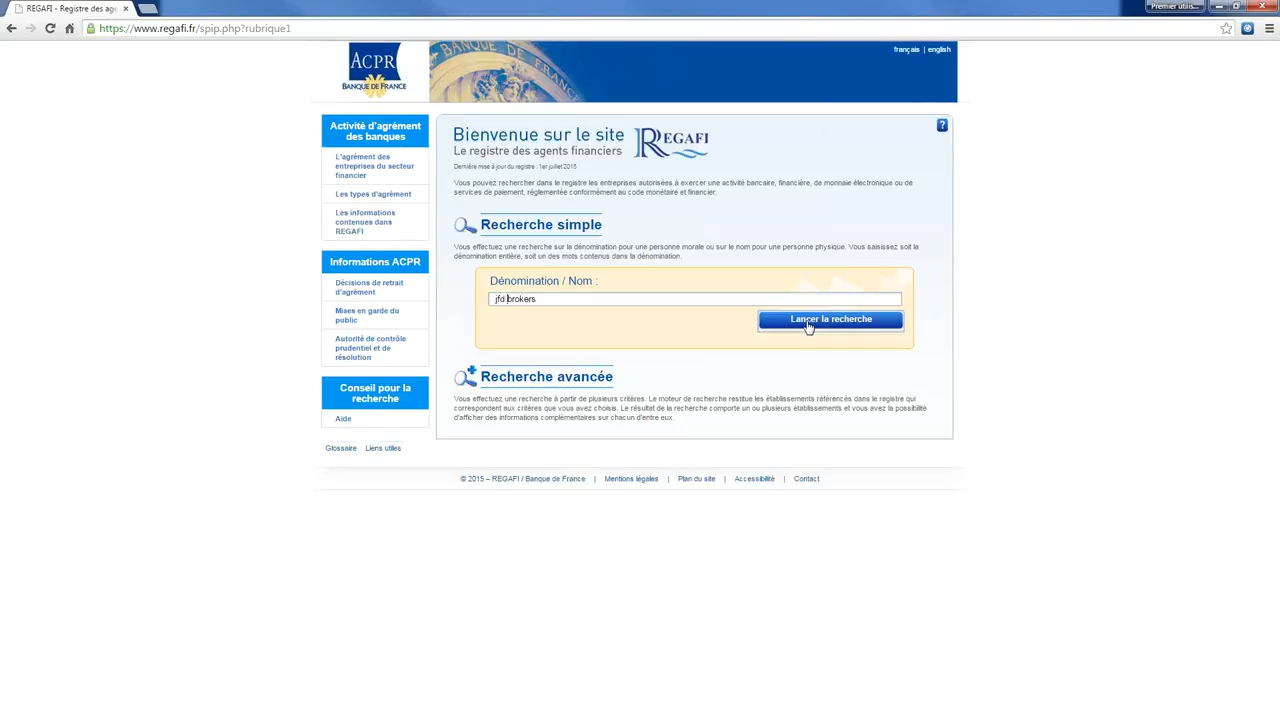 REGAFI - Registre des age
Premier utilis...
https://www.regafi.fr/spip.php?rubrique1
ACPR
BANQUE DE FRANCE
BANQUE DE FRANCE
français | english
Activité d'agrément
des banques
L'agrément des
entreprises du secteur
financier
Les types d'agrément
Les informations
contenues dans
REGAFI
Informations ACPR
Décisions de retrait
d'agrément
Mises en garde du
public
Autorité de contrôle
prudentiel et de
résolution
Conseil pour la
recherche
Aide
Glossaire Liens utiles
Bienvenue sur le site
REGAFI
Le registre des agents financiers
Dernière mise à jour du registre : 1er juillet 2015
?
Vous pouvez rechercher dans le registre les entreprises autorisées à exercer une activité bancaire, financière, de monnaie électronique ou de
services de paiement, réglementée conformément au code monétaire et financier.
Recherche simple
Vous effectuez une recherche sur la dénomination pour une personne morale ou sur le nom pour une personne physique. Vous saisissez soit la
dénomination entière, soit un des mots contenus dans la dénomination.
Dénomination / Nom :
jfd brokers
Lancer la recherche
Recherche avancée
Vous effectuez une recherche à partir de plusieurs critères. Le moteur de recherche restitue les établissements référencés dans le registre qui
correspondent aux critères que vous avez choisis. Le résultat de la recherche comporte un ou plusieurs établissements et vous avez la possibilité
d'afficher des informations complémentaires sur chacun d'entre eux.
© 2015 – REGAFI / Banque de France | Mentions légales | Plan du site | Accessibilité | Contact